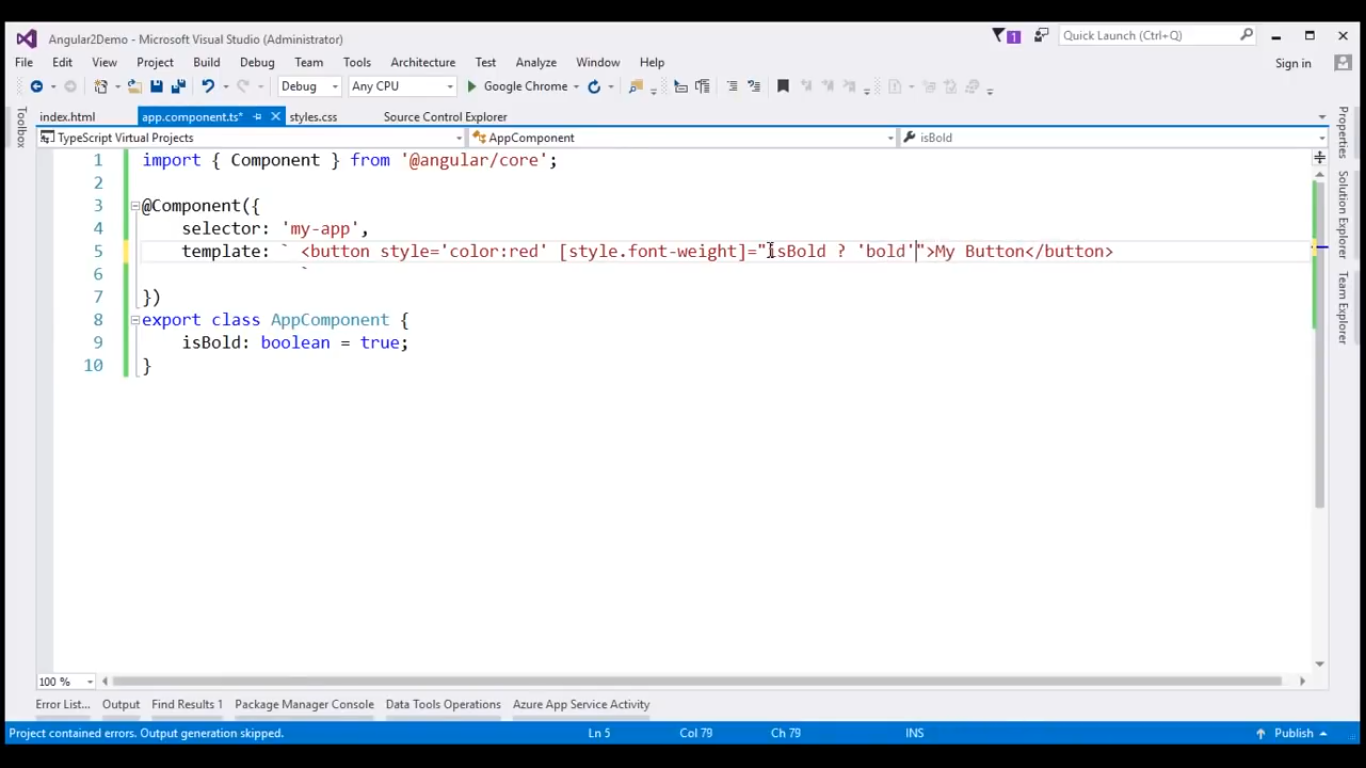 Angular2Demo - Microsoft Visual Studio (Administrator)
1
Quick Launch (Ctrl+Q)
File Edit View Project Build Debug Team Tools Architecture Test Analyze Window Help
Sign in
Debug Any CPU Google Chrome
index.html app.component.ts* styles.css Source Control Explorer
TypeScript Virtual Projects AppComponent isBold
1 import { Component } from '@angular/core';
2
3 @Component({
4 selector: 'my-app',
5 template: ` <button style='color:red' [style.font-weight]="isBold ? 'bold'">My Button</button>
6 `
7 })
8 export class AppComponent {
9 isBold: boolean = true;
10 }
Toolbox
Properties
Solution Explorer
Team Explorer
100 %
Error List... Output Find Results 1 Package Manager Console Data Tools Operations Azure App Service Activity
Project contained errors. Output generation skipped. Ln 5 Col 79 Ch 79 INS Publish